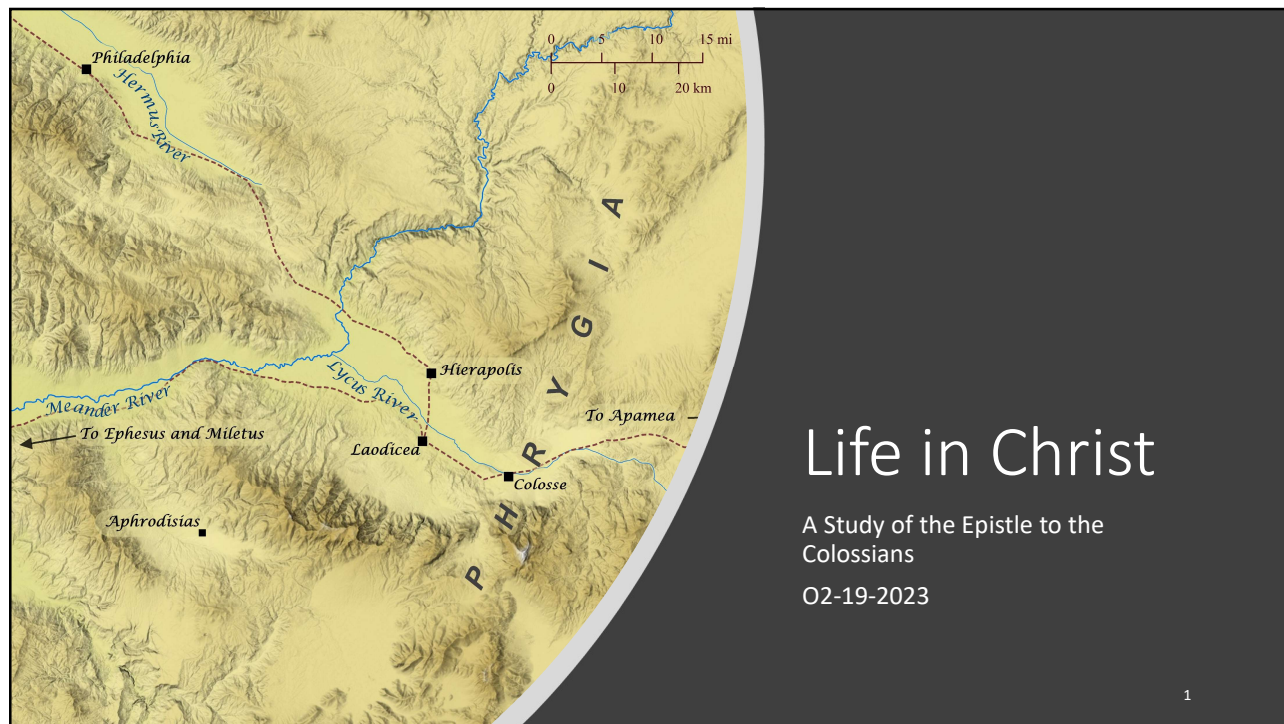 Philadelphia
Hermus River
0 5 10 15 mi
0 10 20 km
PHRYGIA
Hierapolis
Lycus River
Meander River
To Apamea
To Ephesus and Miletus
Laodicea
Colosse
Aphrodisias
Life in Christ
A Study of the Epistle to the
Colossians
O2-19-2023
1